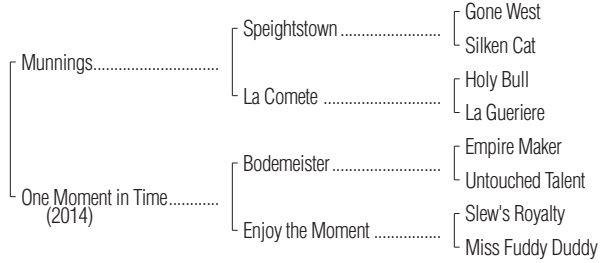 Gone West
Speightstown
Silken Cat
Munnings
Holy Bull
La Comete
La Gueriere
Empire Maker
Bodemeister
Untouched Talent
One Moment in Time
(2014)
Slew's Royalty
Enjoy the Moment
Miss Fuddy Duddy